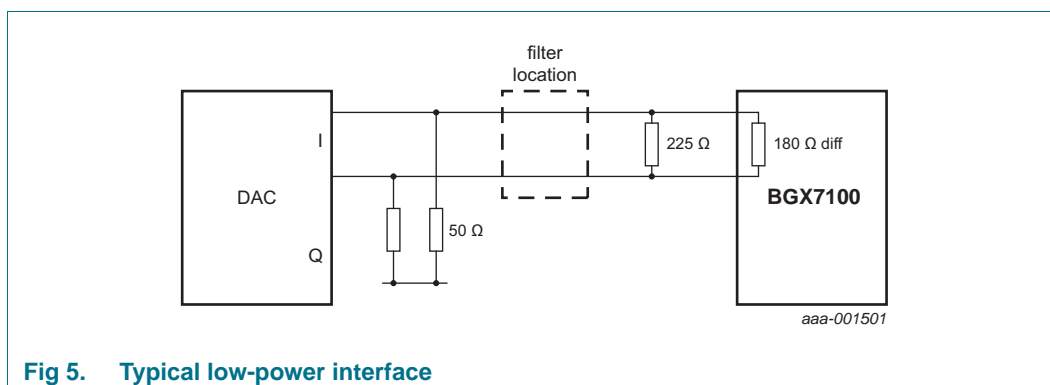 filter
location
I
225 Ω
180 Ω diff
DAC
BGX7100
50 Ω
Q
aaa-001501
Fig 5. Typical low-power interface